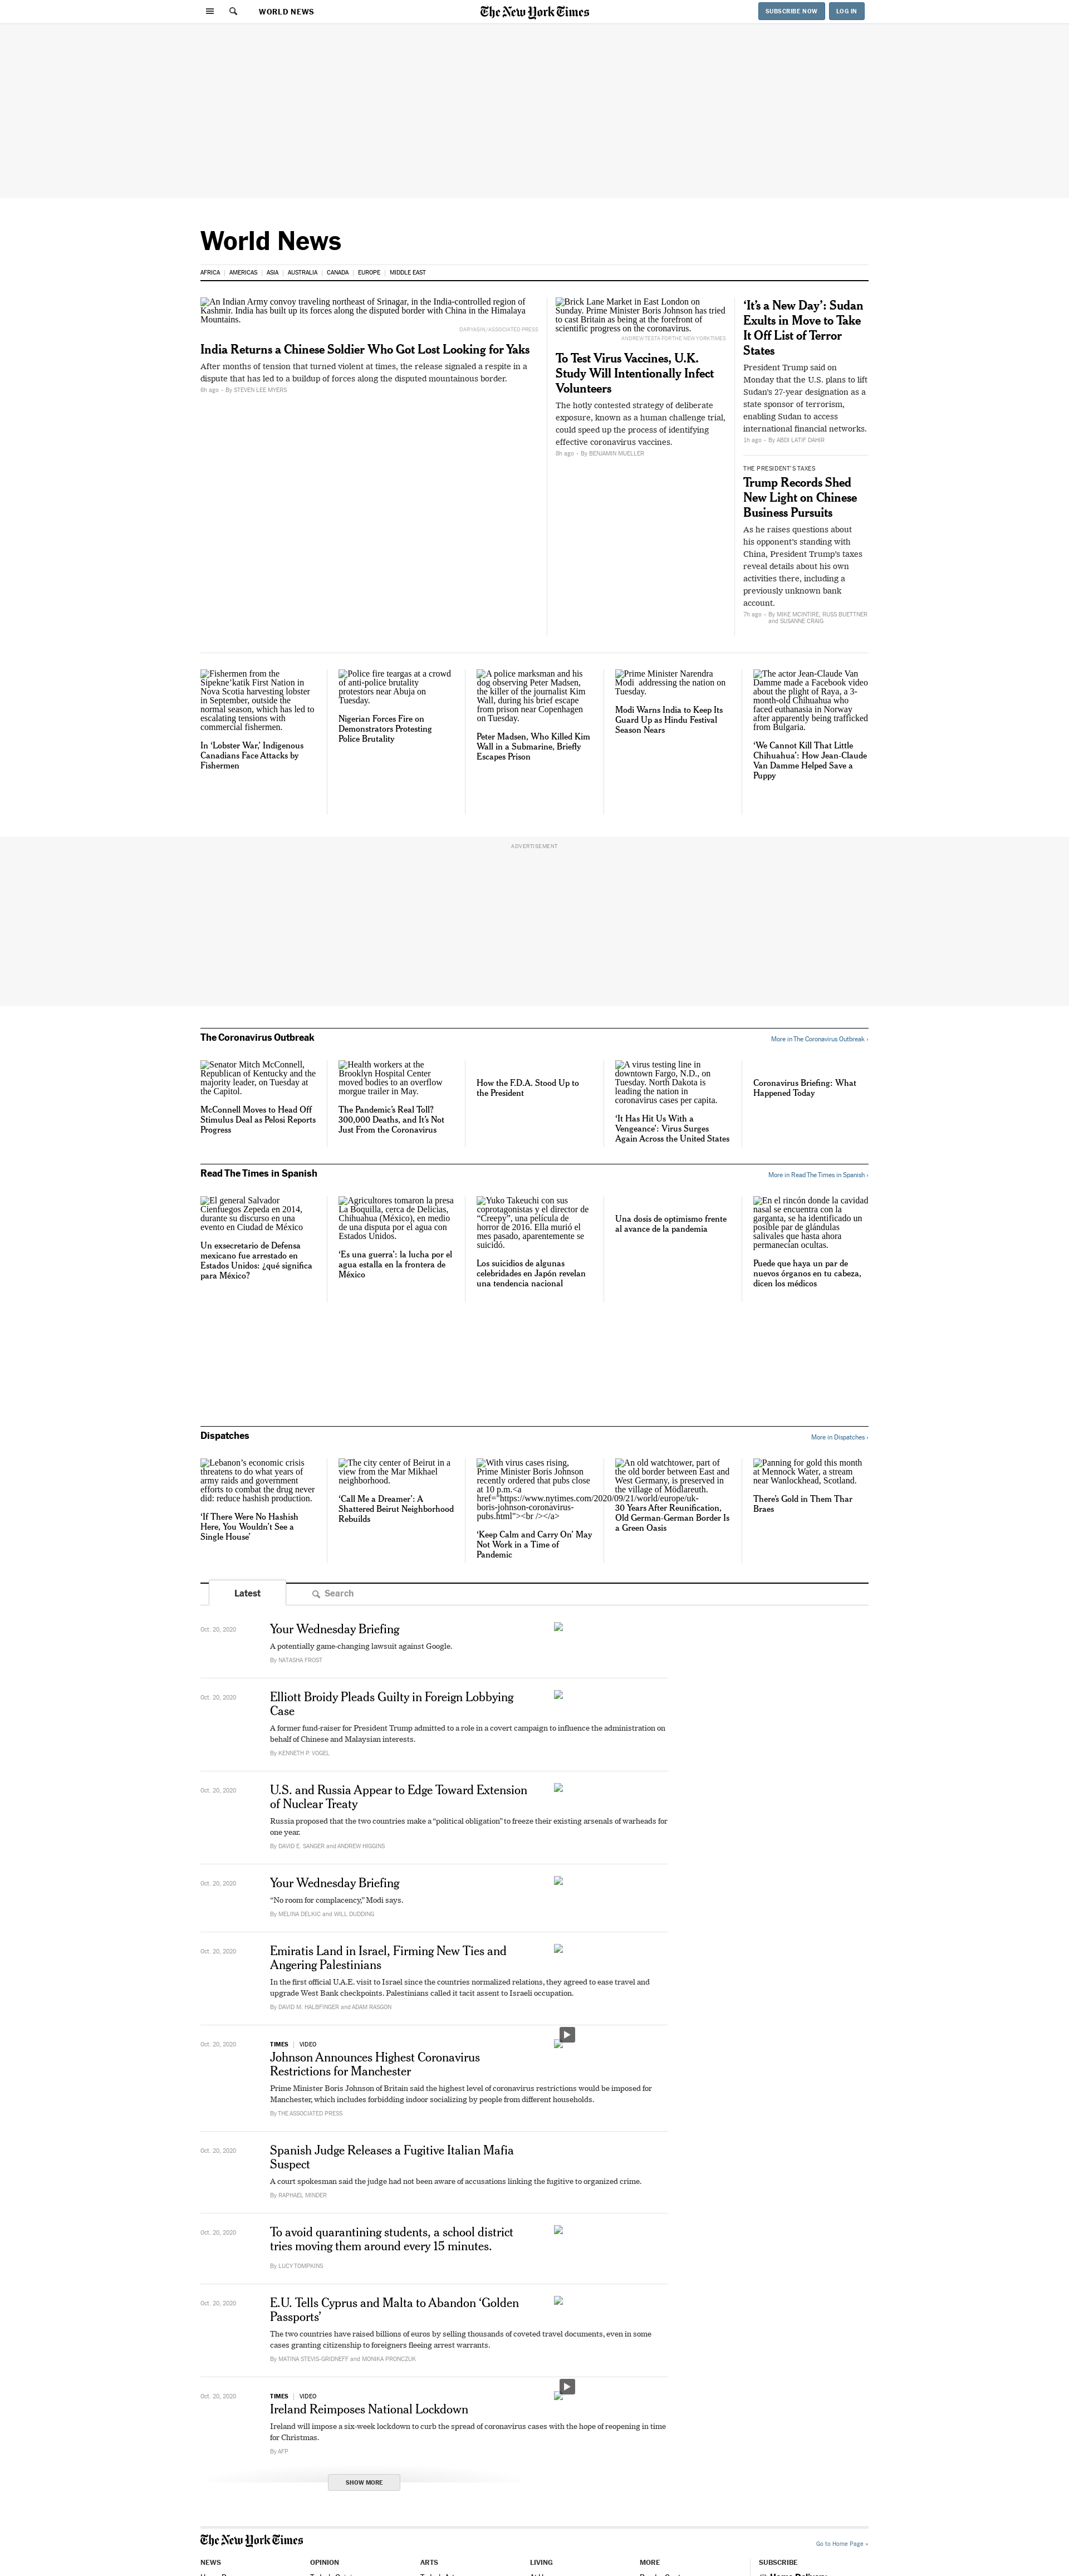 WORLD NEWS
The New York Times
SUBSCRIBE NOW
LOG IN
World News
AFRICA
AMERICAS
ASIA
AUSTRALIA
CANADA
EUROPE
MIDDLE EAST
An Indian Army convoy traveling northeast of Srinagar, in the India-controlled region of
Kashmir. India has built up its forces along the disputed border with China in the Himalaya
Mountains.
DAR YASIN/ASSOCIATED PRESS
India Returns a Chinese Soldier Who Got Lost Looking for Yaks
After months of tension that turned violent at times, the release signaled a respite in a
dispute that has led to a buildup of forces along the disputed mountainous border.
6h ago
By STEVEN LEE MYERS
Brick Lane Market in East London on
Sunday. Prime Minister Boris Johnson has tried
to cast Britain as being at the forefront of
scientific progress on the coronavirus.
ANDREW TESTA FOR THE NEW YORK TIMES
To Test Virus Vaccines, U.K.
Study Will Intentionally Infect
Volunteers
The hotly contested strategy of deliberate
exposure, known as a human challenge trial,
could speed up the process of identifying
effective coronavirus vaccines.
8h ago
By BENJAMIN MUELLER
‘It’s a New Day’: Sudan
Exults in Move to Take
It Off List of Terror
States
President Trump said on
Monday that the U.S. plans to lift
Sudan’s 27-year designation as a
state sponsor of terrorism,
enabling Sudan to access
international financial networks.
1h ago
By ABDI LATIF DAHIR
THE PRESIDENT’S TAXES
Trump Records Shed
New Light on Chinese
Business Pursuits
As he raises questions about
his opponent’s standing with
China, President Trump’s taxes
reveal details about his own
activities there, including a
previously unknown bank
account.
7h ago
By MIKE MCINTIRE, RUSS BUETTNER
and SUSANNE CRAIG
Fishermen from the
Sipekne’katik First Nation in
Nova Scotia harvesting lobster
in September, outside the
normal season, which has led to
escalating tensions with
commercial fishermen.
In ‘Lobster War,’ Indigenous
Canadians Face Attacks by
Fishermen
Police fire teargas at a crowd
of anti-police brutality
protestors near Abuja on
Tuesday.
Nigerian Forces Fire on
Demonstrators Protesting
Police Brutality
A police marksman and his
dog observing Peter Madsen,
the killer of the journalist Kim
Wall, during his brief escape
from prison near Copenhagen
on Tuesday.
Peter Madsen, Who Killed Kim
Wall in a Submarine, Briefly
Escapes Prison
Prime Minister Narendra
Modi addressing the nation on
Tuesday.
Modi Warns India to Keep Its
Guard Up as Hindu Festival
Season Nears
The actor Jean-Claude Van
Damme made a Facebook video
about the plight of Raya, a 3-
month-old Chihuahua who
faced euthanasia in Norway
after apparently being trafficked
from Bulgaria.
‘We Cannot Kill That Little
Chihuahua’: How Jean-Claude
Van Damme Helped Save a
Puppy
ADVERTISEMENT
The Coronavirus Outbreak
More in The Coronavirus Outbreak ›
Senator Mitch McConnell,
Republican of Kentucky and the
majority leader, on Tuesday at
the Capitol.
McConnell Moves to Head Off
Stimulus Deal as Pelosi Reports
Progress
Health workers at the
Brooklyn Hospital Center
moved bodies to an overflow
morgue trailer in May.
The Pandemic’s Real Toll?
300,000 Deaths, and It’s Not
Just From the Coronavirus
How the F.D.A. Stood Up to
the President
A virus testing line in
downtown Fargo, N.D., on
Tuesday. North Dakota is
leading the nation in
coronavirus cases per capita.
‘It Has Hit Us With a
Vengeance’: Virus Surges
Again Across the United States
Coronavirus Briefing: What
Happened Today
Read The Times in Spanish
More in Read The Times in Spanish ›
El general Salvador
Cienfuegos Zepeda en 2014,
durante su discurso en una
evento en Ciudad de México
Un exsecretario de Defensa
mexicano fue arrestado en
Estados Unidos: ¿qué significa
para México?
Agricultores tomaron la presa
La Boquilla, cerca de Delicias,
Chihuahua (México), en medio
de una disputa por el agua con
Estados Unidos.
‘Es una guerra’: la lucha por el
agua estalla en la frontera de
México
Yuko Takeuchi con sus
coprotagonistas y el director de
“Creepy”, una película de
horror de 2016. Ella murió el
mes pasado, aparentemente se
suicidó.
Los suicidios de algunas
celebridades en Japón revelan
una tendencia nacional
Una dosis de optimismo frente
al avance de la pandemia
En el rincón donde la cavidad
nasal se encuentra con la
garganta, se ha identificado un
posible par de glándulas
salivales que hasta ahora
permanecían ocultas.
Puede que haya un par de
nuevos órganos en tu cabeza,
dicen los médicos
Dispatches
More in Dispatches ›
Lebanon’s economic crisis
threatens to do what years of
army raids and government
efforts to combat the drug never
did: reduce hashish production.
‘If There Were No Hashish
Here, You Wouldn’t See a
Single House’
The city center of Beirut in a
view from the Mar Mikhael
neighborhood.
‘Call Me a Dreamer’: A
Shattered Beirut Neighborhood
Rebuilds
With virus cases rising,
Prime Minister Boris Johnson
recently ordered that pubs close
at 10 p.m.<a
href="https://www.nytimes.com/2020/09/21/world/europe/uk-
boris-johnson-coronavirus-
pubs.html"><br /></a>
‘Keep Calm and Carry On’ May
Not Work in a Time of
Pandemic
An old watchtower, part of
the old border between East and
West Germany, is preserved in
the village of Mödlareuth.
30 Years After Reunification,
Old German-German Border Is
a Green Oasis
Panning for gold this month
at Mennock Water, a stream
near Wanlockhead, Scotland.
There’s Gold in Them Thar
Braes
Latest
Search
Oct. 20, 2020
Your Wednesday Briefing
A potentially game-changing lawsuit against Google.
By NATASHA FROST
Oct. 20, 2020
Elliott Broidy Pleads Guilty in Foreign Lobbying
Case
A former fund-raiser for President Trump admitted to a role in a covert campaign to influence the administration on
behalf of Chinese and Malaysian interests.
By KENNETH P. VOGEL
Oct. 20, 2020
U.S. and Russia Appear to Edge Toward Extension
of Nuclear Treaty
Russia proposed that the two countries make a “political obligation” to freeze their existing arsenals of warheads for
one year.
By DAVID E. SANGER and ANDREW HIGGINS
Oct. 20, 2020
Your Wednesday Briefing
“No room for complacency,” Modi says.
By MELINA DELKIC and WILL DUDDING
Oct. 20, 2020
Emiratis Land in Israel, Firming New Ties and
Angering Palestinians
In the first official U.A.E. visit to Israel since the countries normalized relations, they agreed to ease travel and
upgrade West Bank checkpoints. Palestinians called it tacit assent to Israeli occupation.
By DAVID M. HALBFINGER and ADAM RASGON
Oct. 20, 2020
TIMES
VIDEO
Johnson Announces Highest Coronavirus
Restrictions for Manchester
Prime Minister Boris Johnson of Britain said the highest level of coronavirus restrictions would be imposed for
Manchester, which includes forbidding indoor socializing by people from different households.
By THE ASSOCIATED PRESS
Oct. 20, 2020
Spanish Judge Releases a Fugitive Italian Mafia
Suspect
A court spokesman said the judge had not been aware of accusations linking the fugitive to organized crime.
By RAPHAEL MINDER
Oct. 20, 2020
To avoid quarantining students, a school district
tries moving them around every 15 minutes.
By LUCY TOMPKINS
Oct. 20, 2020
E.U. Tells Cyprus and Malta to Abandon ‘Golden
Passports’
The two countries have raised billions of euros by selling thousands of coveted travel documents, even in some
cases granting citizenship to foreigners fleeing arrest warrants.
By MATINA STEVIS-GRIDNEFF and MONIKA PRONCZUK
Oct. 20, 2020
TIMES
VIDEO
Ireland Reimposes National Lockdown
Ireland will impose a six-week lockdown to curb the spread of coronavirus cases with the hope of reopening in time
for Christmas.
By AFP
SHOW MORE
The New York Times
Go to Home Page »
NEWS
OPINION
ARTS
LIVING
MORE
SUBSCRIBE